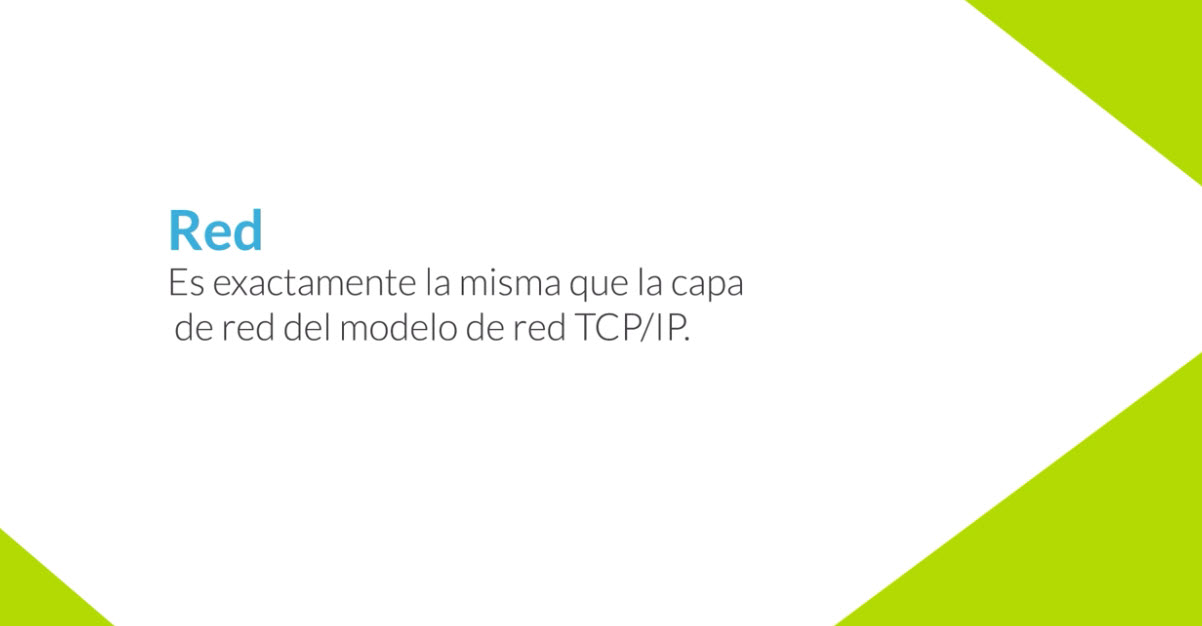 Red
Es exactamente la misma que la capa
de red del modelo de red TCP/IP.